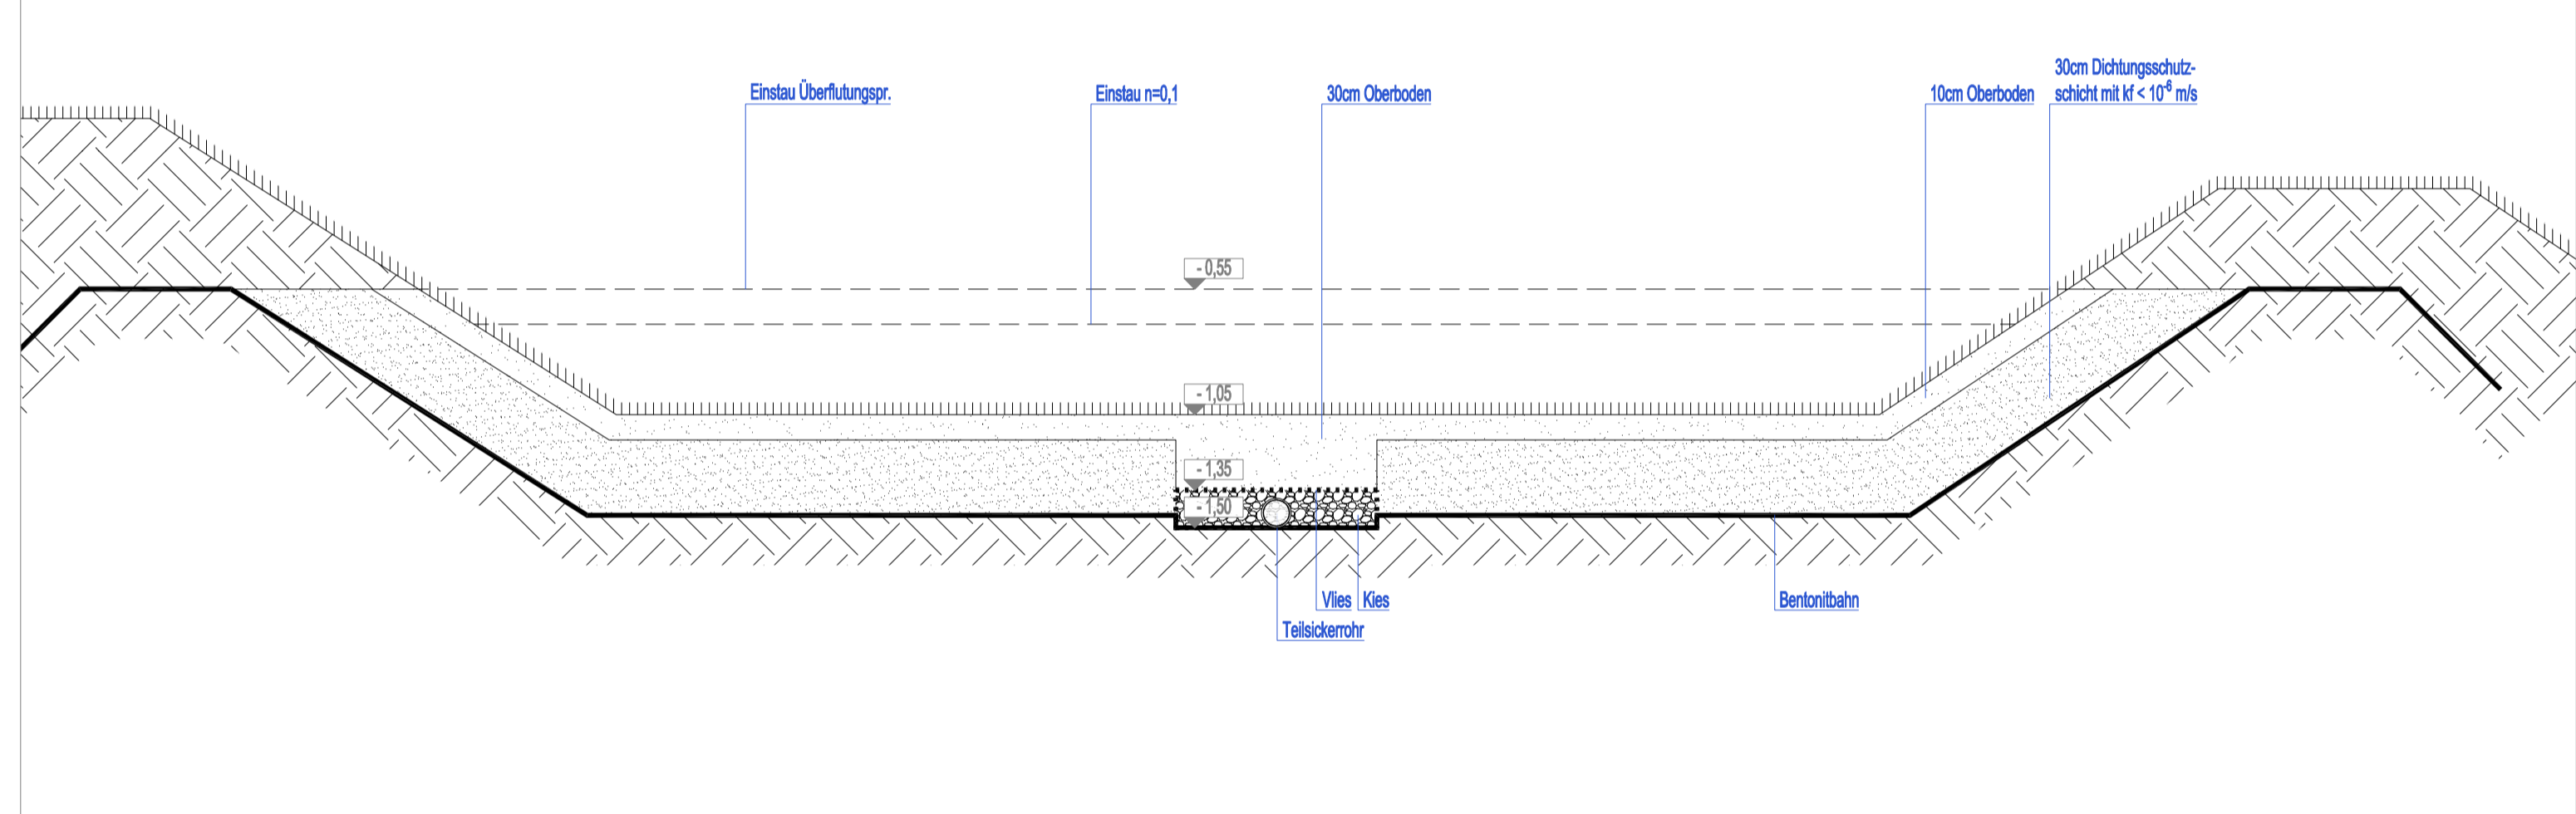 30cm Dichtungsschutz-
Einstau Überflutungspr.
Einstau n=0,1
30cm Oberboden
10cm Oberboden
schicht mit kf < 10⁻⁶ m/s
- 0,55
- 1,05
- 1,35
- 1,50
Vlies
Kies
Bentonitbahn
Teilsickerrohr